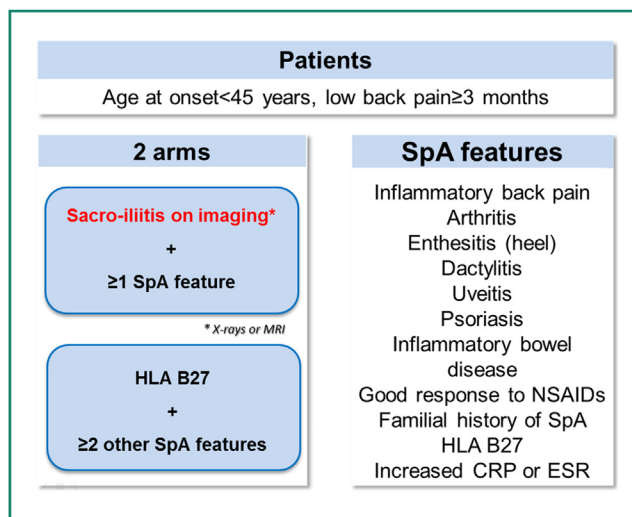 Patients
Age at onset<45 years, low back pain≥3 months
2 arms
Sacro-iliitis on imaging*
+
≥1 SpA feature
* X-rays or MRI
HLA B27
+
≥2 other SpA features
SpA features
Inflammatory back pain
Arthritis
Enthesitis (heel)
Dactylitis
Uveitis
Psoriasis
Inflammatory bowel
disease
Good response to NSAIDs
Familial history of SpA
HLA B27
Increased CRP or ESR